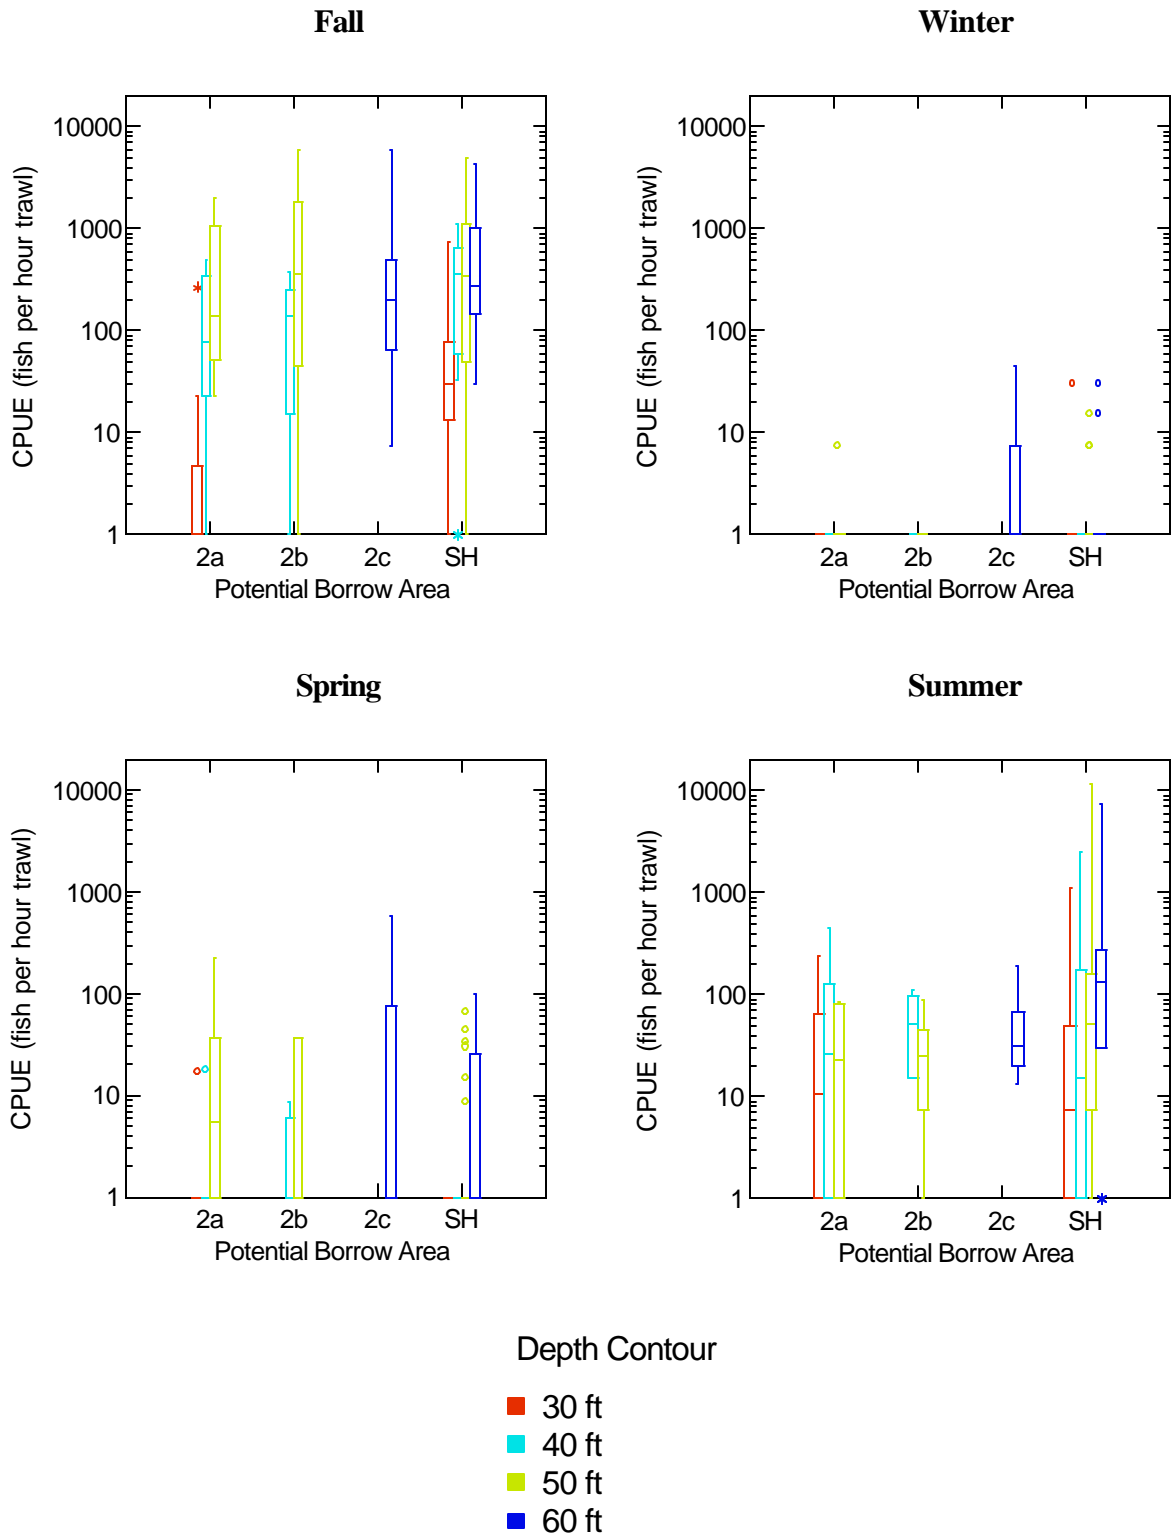 Fall
Winter
CPUE (fish per hour trawl)
10000
1000
100
10
1
2a 2b 2c SH
Potential Borrow Area
CPUE (fish per hour trawl)
10000
1000
100
10
1
2a 2b 2c SH
Potential Borrow Area
Spring
Summer
CPUE (fish per hour trawl)
10000
1000
100
10
1
2a 2b 2c SH
Potential Borrow Area
CPUE (fish per hour trawl)
10000
1000
100
10
1
2a 2b 2c SH
Potential Borrow Area
Depth Contour
30 ft
40 ft
50 ft
60 ft